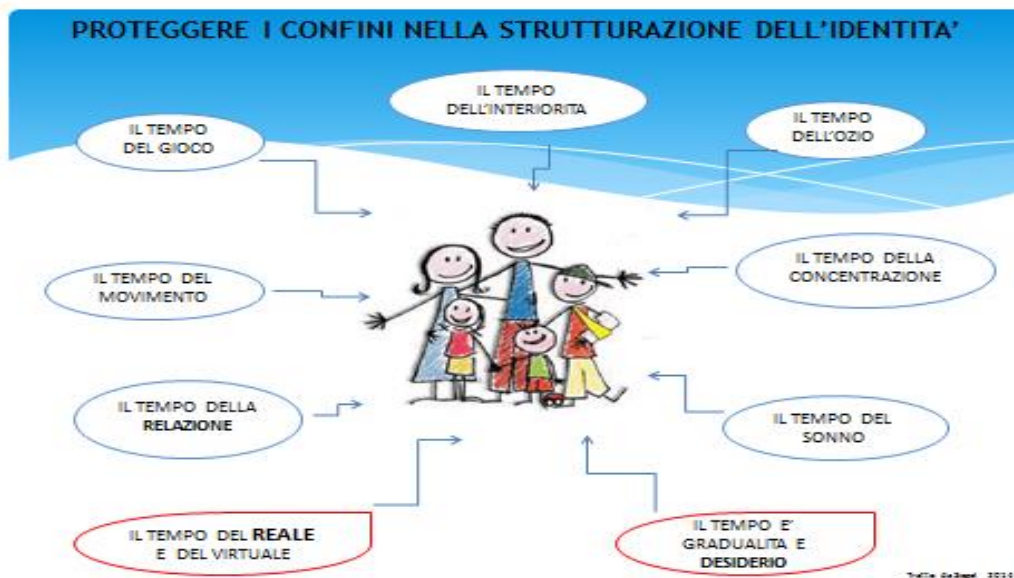 PROTEGGERE I CONFINI NELLA STRUTTURAZIONE DELL'IDENTITA'
IL TEMPO
DELL'INTERIORITA
IL TEMPO
DEL GIOCO
IL TEMPO
DELL'OZIO
IL TEMPO DEL
MOVIMENTO
IL TEMPO DELLA
CONCENTRAZIONE
IL TEMPO DELLA
RELAZIONE
IL TEMPO DEL
SONNO
IL TEMPO DEL REALE
E DEL VIRTUALE
IL TEMPO E'
GRADUALITA E
DESIDERIO